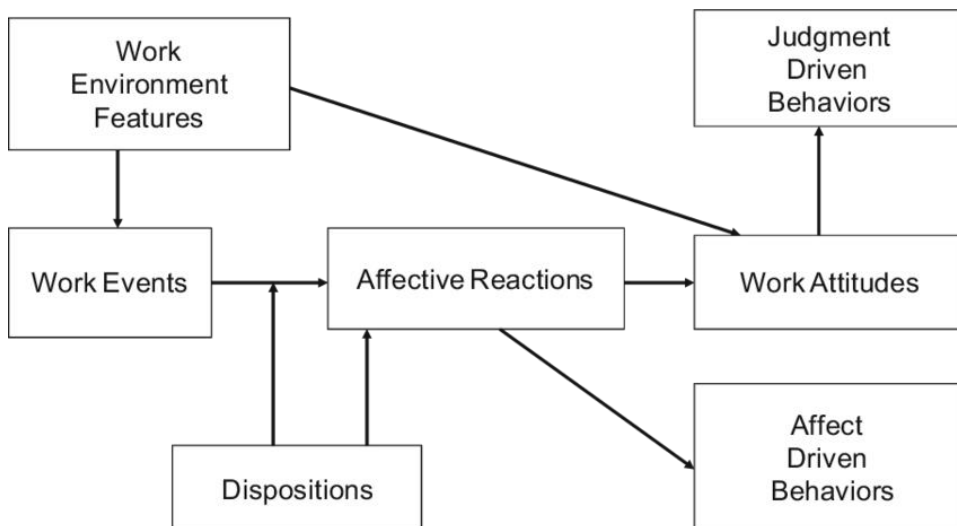 Work
Environment
Features
Judgment
Driven
Behaviors
Work Events
Affective Reactions
Work Attitudes
Dispositions
Affect
Driven
Behaviors